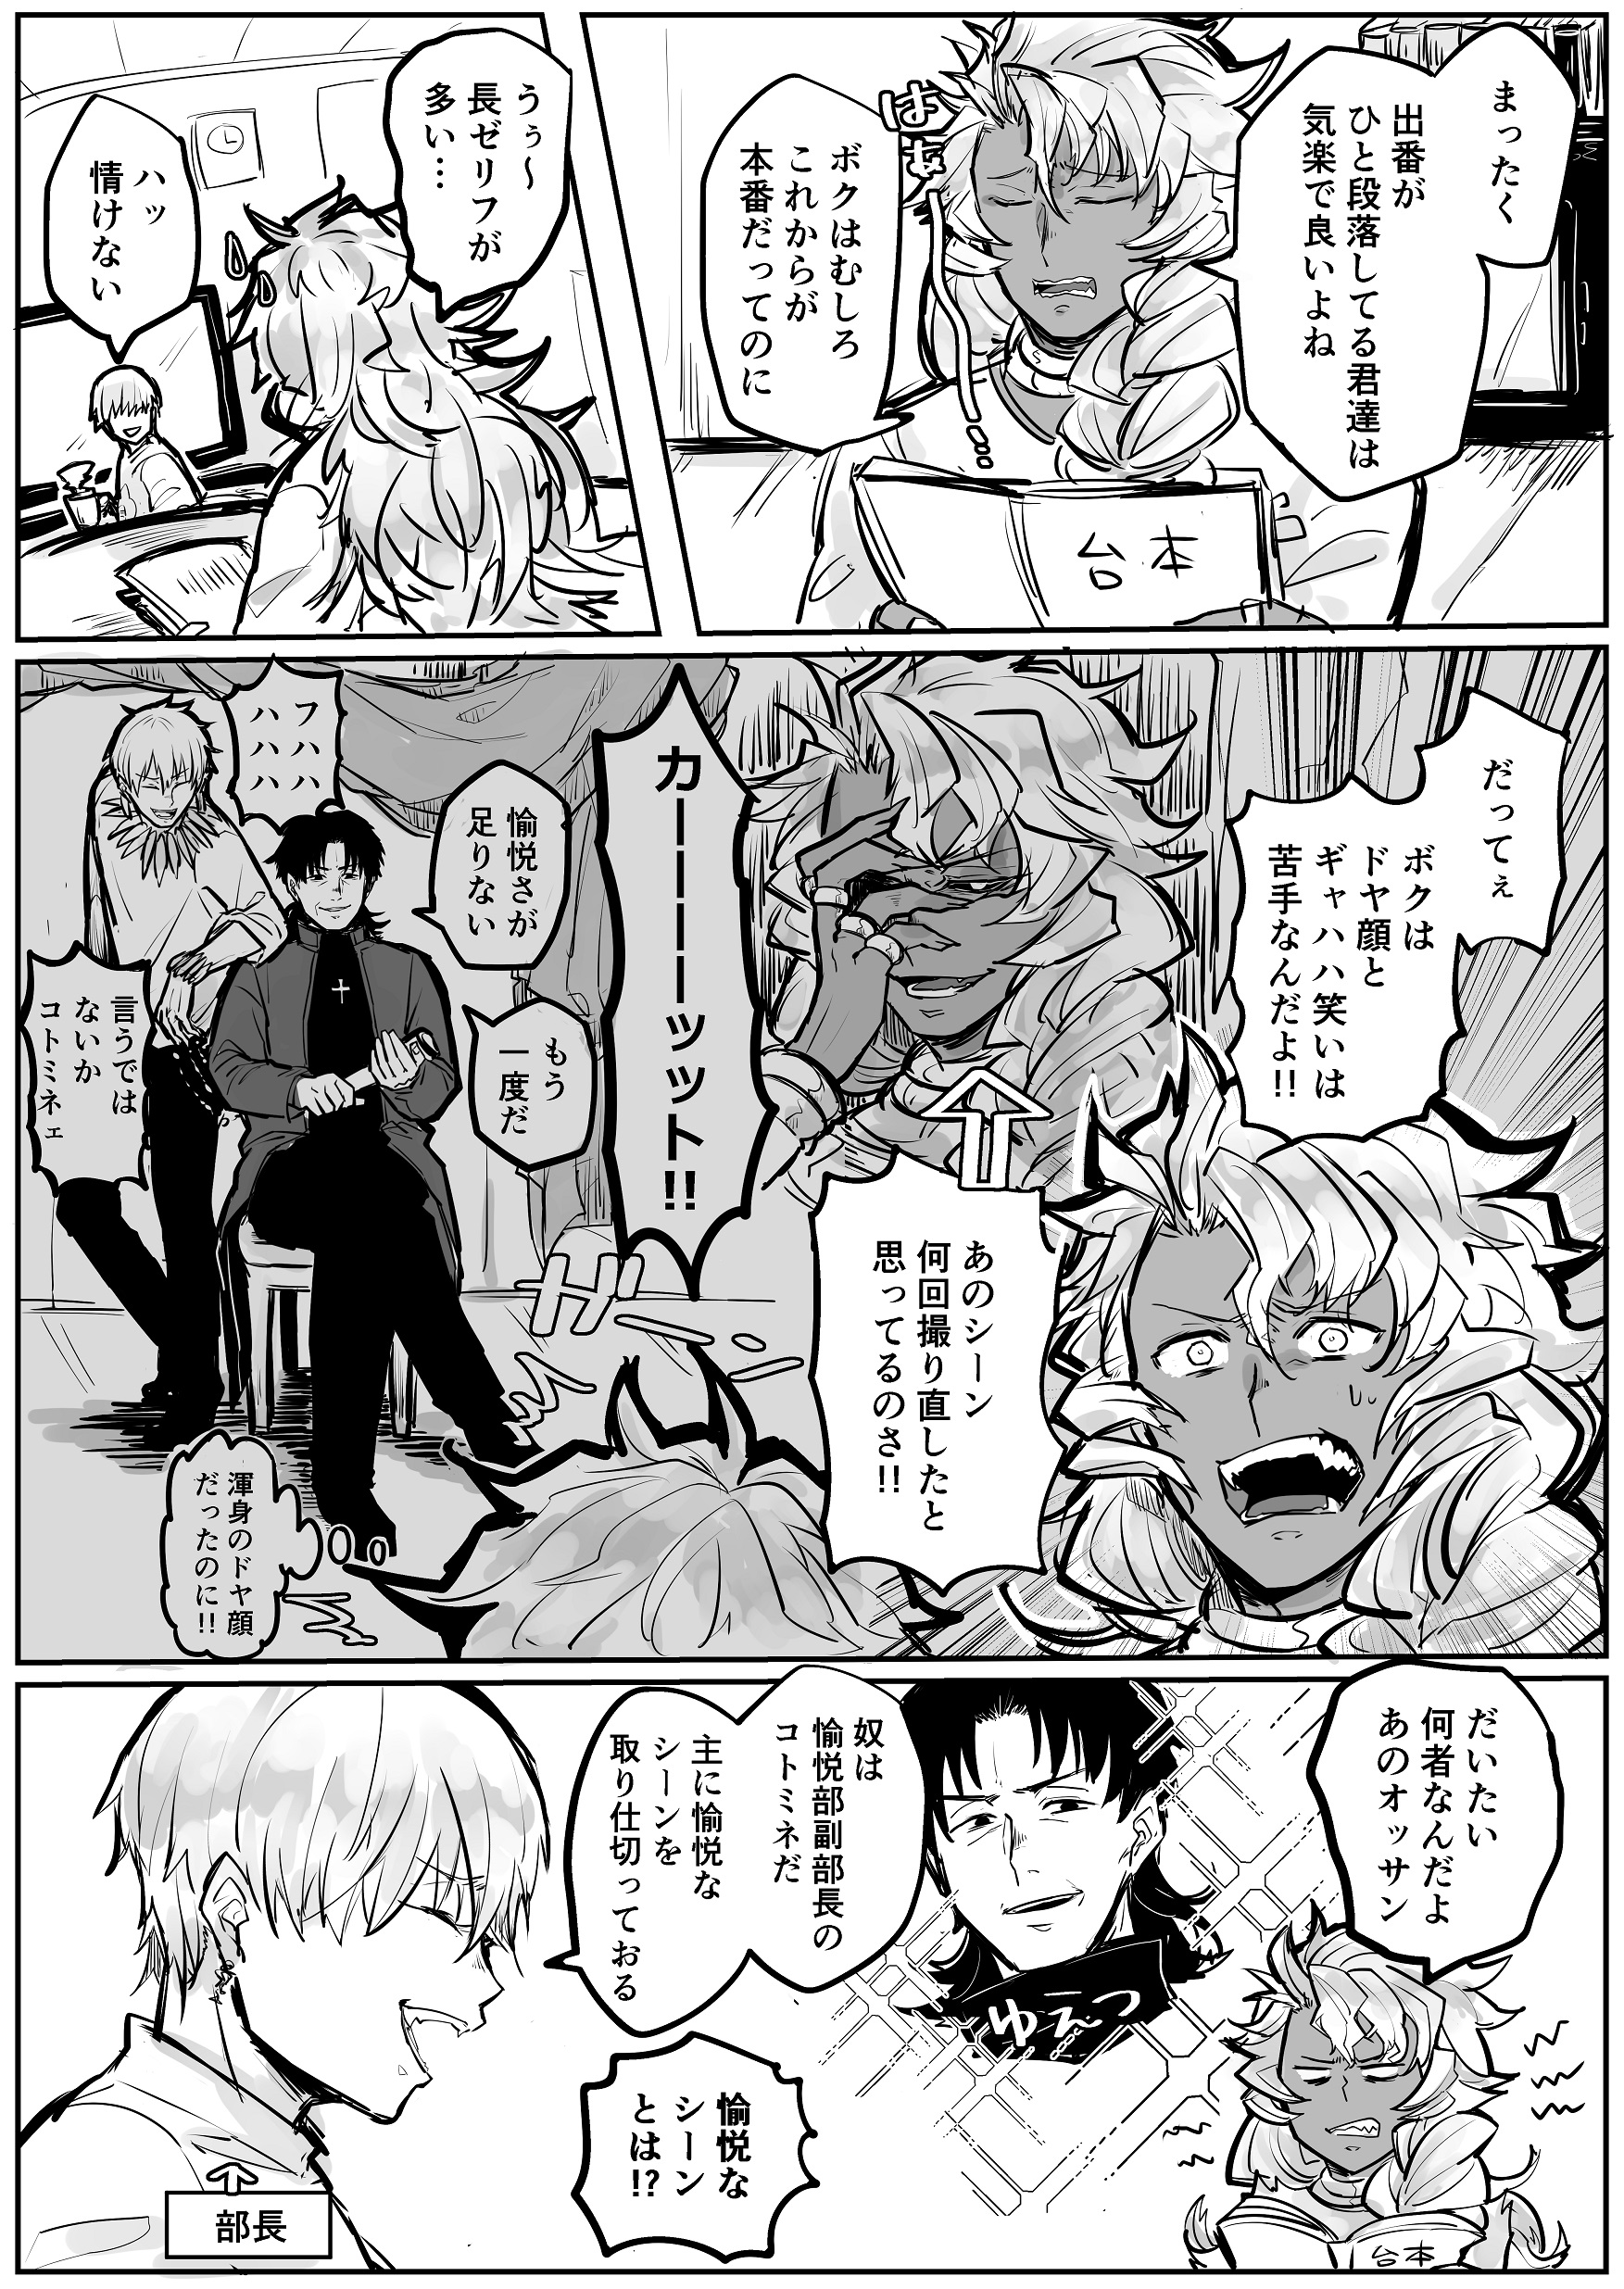 まったく
出番が
ひと段落してる君達は
気楽で良いよね
はぁ
ボクはむしろ
これからが
本番だってのに
台本
うぅ〜
長ゼリフが
多い…
ハッ
情けない
だってぇ
ボクは
ドヤ顔と
ギャハハ笑いは
苦手なんだよ!!
あのシーン
何回撮り直したと
思ってるのさ!!
カーーーーーッット!!
愉悦さが
足りない
もう
一度だ
フハハ
ハハハ
言うでは
ないか
コトミネェ
ガーン
渾身のドヤ顔
だったのに!!
だいたい
何者なんだよ
あのオッサン
ゆえつ
台本
奴は
愉悦部副部長の
コトミネだ
主に愉悦な
シーンを
取り仕切っておる
愉悦な
シーン
とは!?
部長